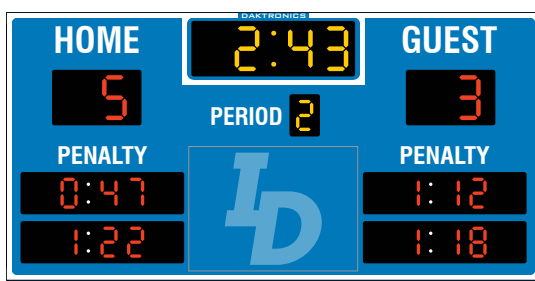 DAKTRONICS
HOME 2:43 GUEST
5 3
PERIOD 2
PENALTY PENALTY
0:47 1:12
1:22 1:18
ID